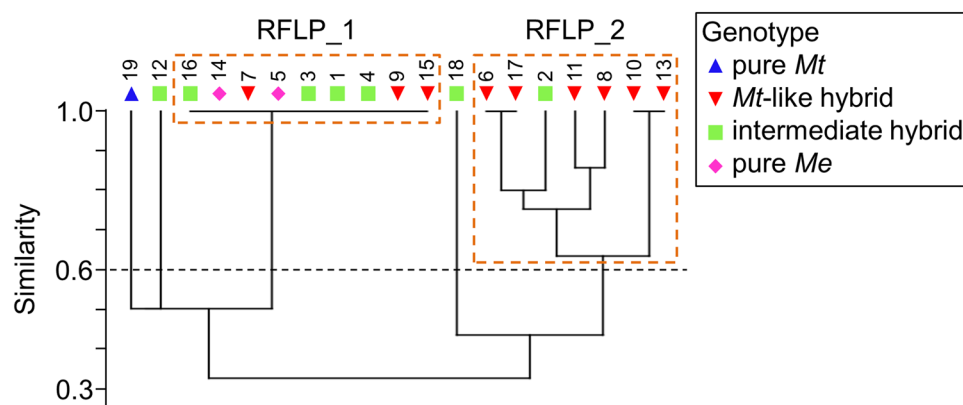 RFLP_1 RFLP_2
19 12 16 14 7 5 3 1 4 9 15 18 6 17 2 11 8 10 13
Genotype
pure Mt
Mt-like hybrid
intermediate hybrid
pure Me
1.0
0.6
0.3
Similarity